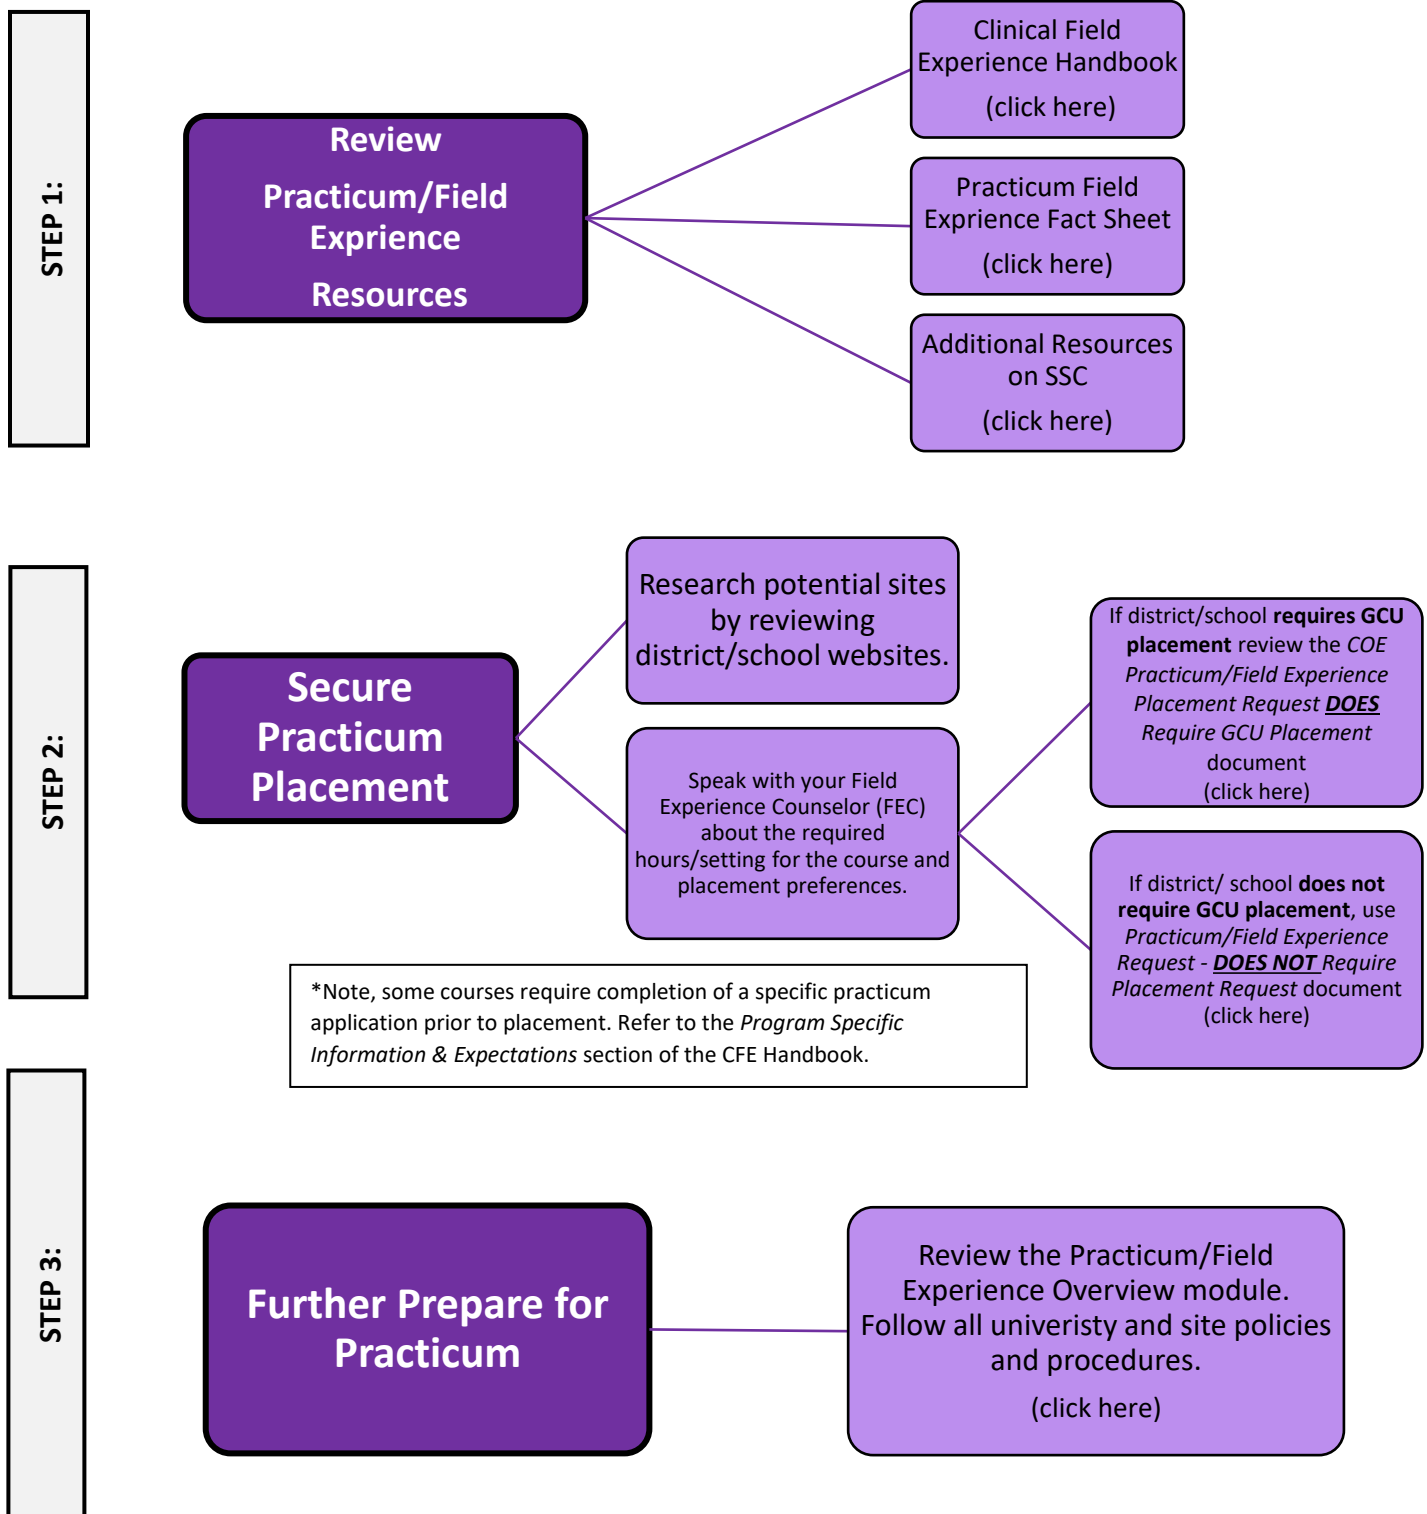 STEP 1:
Review
Practicum/Field
Exprience
Resources
Clinical Field
Experience Handbook
(click here)
Practicum Field
Exprience Fact Sheet
(click here)
Additional Resources
on SSC
(click here)
STEP 2:
Secure
Practicum
Placement
Research potential sites
by reviewing
district/school websites.
Speak with your Field
Experience Counselor (FEC)
about the required
hours/setting for the course and
placement preferences.
If district/school requires GCU
placement review the COE
Practicum/Field Experience
Placement Request DOES
Require GCU Placement
document
(click here)
If district/ school does not
require GCU placement, use
Practicum/Field Experience
Request - DOES NOT Require
Placement Request document
(click here)
*Note, some courses require completion of a specific practicum
application prior to placement. Refer to the Program Specific
Information & Expectations section of the CFE Handbook.
STEP 3:
Further Prepare for
Practicum
Review the Practicum/Field
Experience Overview module.
Follow all univeristy and site policies
and procedures.
(click here)